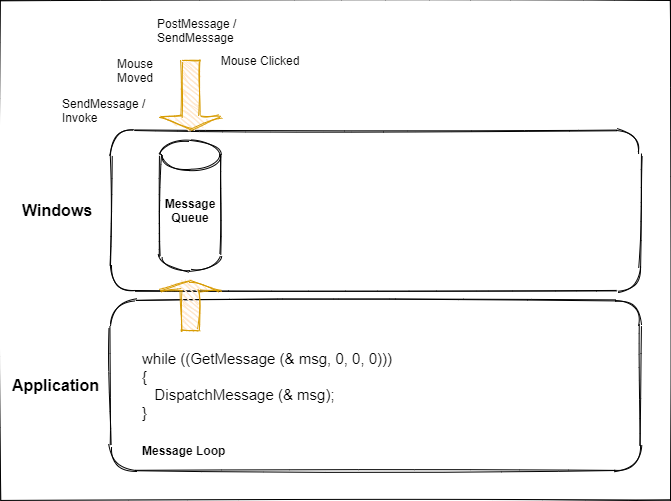 PostMessage /
SendMessage
Mouse
Moved
Mouse Clicked
SendMessage /
Invoke
Windows
Message
Queue
Application
while ((GetMessage (& msg, 0, 0, 0)))
{
DispatchMessage (& msg);
}
Message Loop